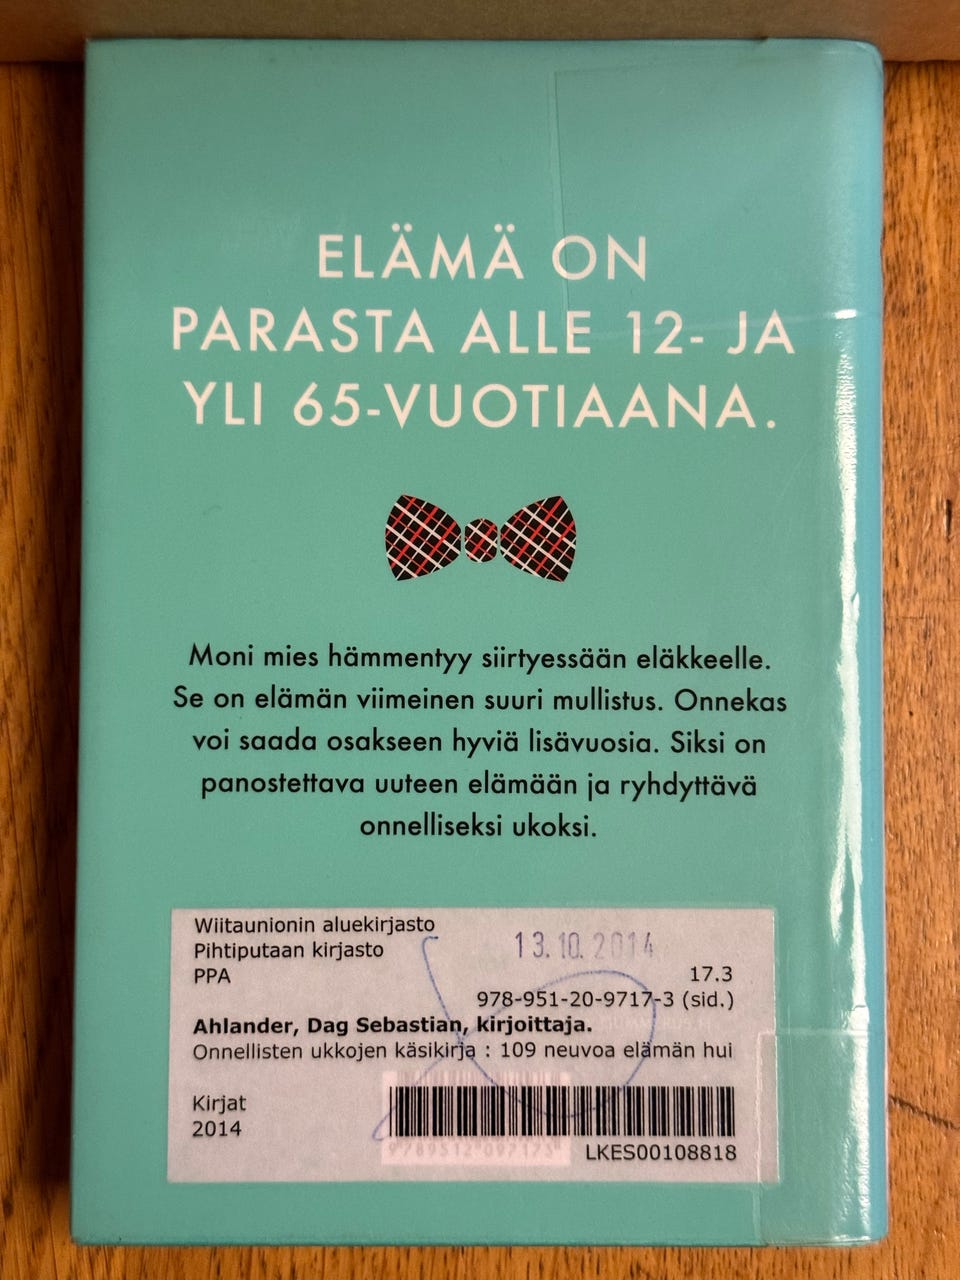 ELÄMÄ ON
PARASTA ALLE 12- JA
YLI 65-VUOTIAANA.
Moni mies hämmentyy siirtyessään eläkkeelle.
Se on elämän viimeinen suuri mullistus. Onnekas
voi saada osakseen hyviä lisävuosia. Siksi on
panostettava uuteen elämään ja ryhdyttävä
onnelliseksi ukoksi.
Wiitaunionin aluekirjasto
Pihtiputaan kirjasto
13.10.2014
PPA
17.3
978-951-20-9717-3 (sid.)
Ahlander, Dag Sebastian, kirjoittaja.
Onnellisten ukkojen käsikirja : 109 neuvoa elämän hui
Kirjat
2014
9789512097173
LKES00108818